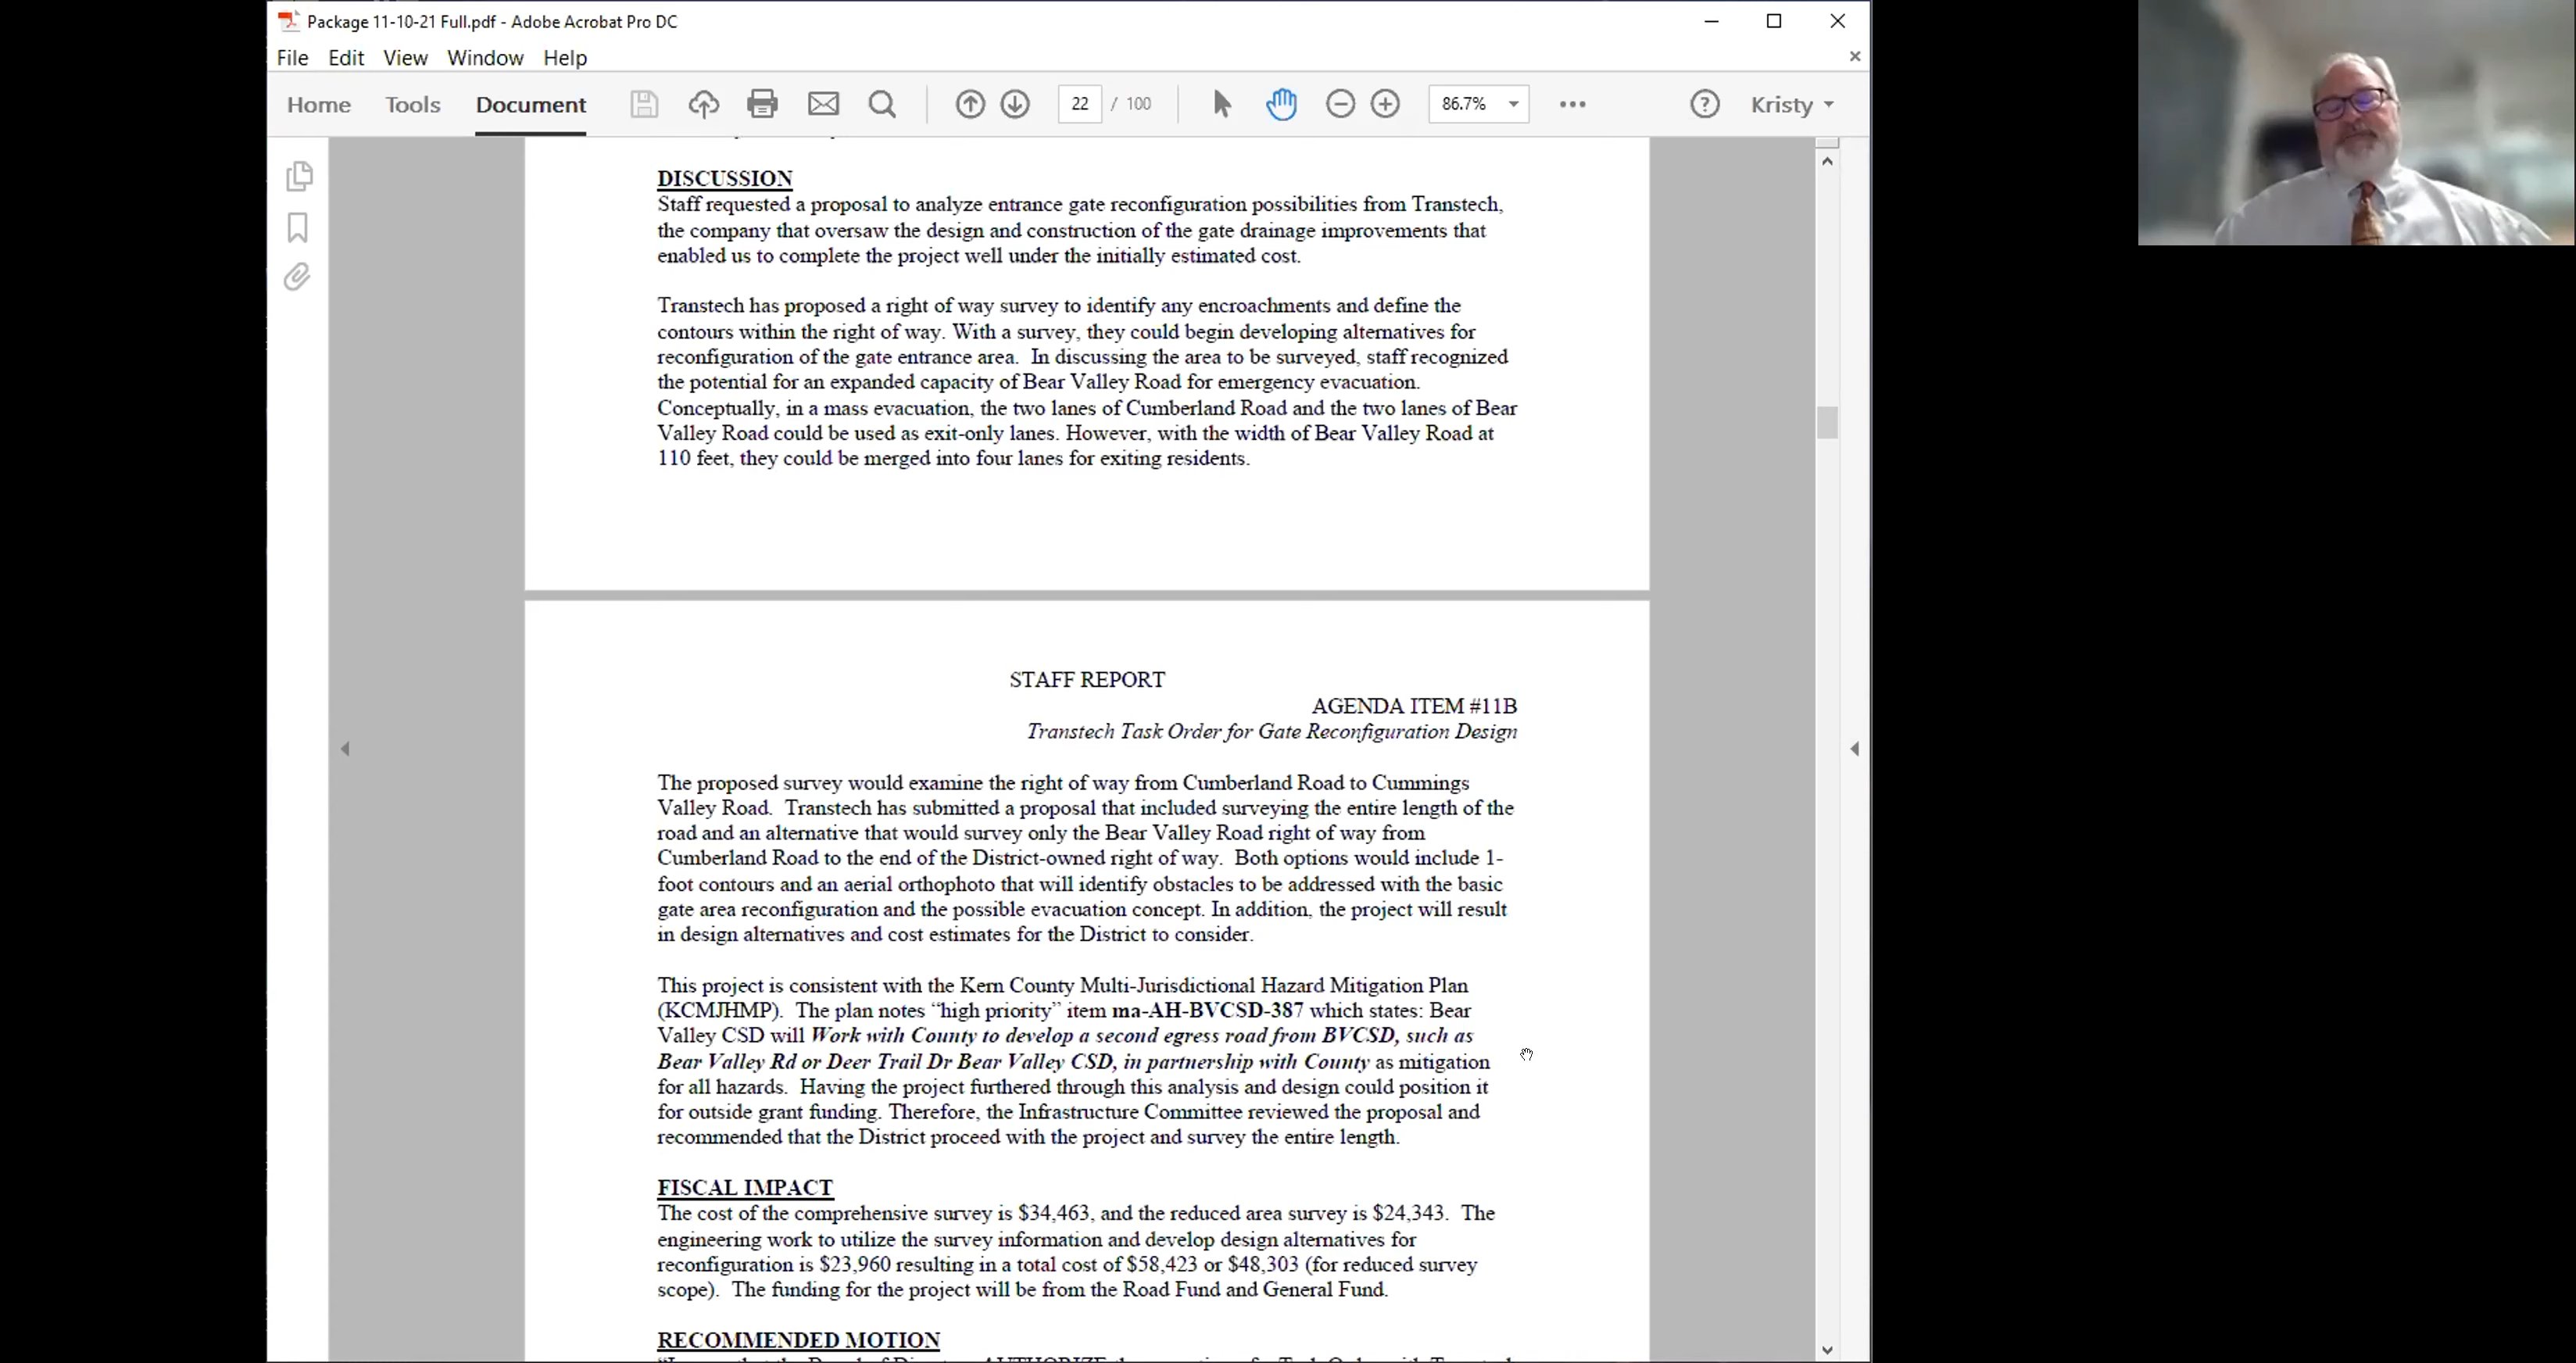 Package 11-10-21 Full.pdf - Adobe Acrobat Pro DC
File Edit View Window Help
Home Tools Document 22 / 100 86.7% Kristy
DISCUSSION
Staff requested a proposal to analyze entrance gate reconfiguration possibilities from Transtech,
the company that oversaw the design and construction of the gate drainage improvements that
enabled us to complete the project well under the initially estimated cost.
Transtech has proposed a right of way survey to identify any encroachments and define the
contours within the right of way. With a survey, they could begin developing alternatives for
reconfiguration of the gate entrance area. In discussing the area to be surveyed, staff recognized
the potential for an expanded capacity of Bear Valley Road for emergency evacuation.
Conceptually, in a mass evacuation, the two lanes of Cumberland Road and the two lanes of Bear
Valley Road could be used as exit-only lanes. However, with the width of Bear Valley Road at
110 feet, they could be merged into four lanes for exiting residents.
STAFF REPORT
AGENDA ITEM #11B
Transtech Task Order for Gate Reconfiguration Design
The proposed survey would examine the right of way from Cumberland Road to Cummings
Valley Road. Transtech has submitted a proposal that included surveying the entire length of the
road and an alternative that would survey only the Bear Valley Road right of way from
Cumberland Road to the end of the District-owned right of way. Both options would include 1-
foot contours and an aerial orthophoto that will identify obstacles to be addressed with the basic
gate area reconfiguration and the possible evacuation concept. In addition, the project will result
in design alternatives and cost estimates for the District to consider.
This project is consistent with the Kern County Multi-Jurisdictional Hazard Mitigation Plan
(KCMJHMP). The plan notes “high priority” item ma-AH-BVCSD-387 which states: Bear
Valley CSD will Work with County to develop a second egress road from BVCSD, such as
Bear Valley Rd or Deer Trail Dr Bear Valley CSD, in partnership with County as mitigation
for all hazards. Having the project furthered through this analysis and design could position it
for outside grant funding. Therefore, the Infrastructure Committee reviewed the proposal and
recommended that the District proceed with the project and survey the entire length.
FISCAL IMPACT
The cost of the comprehensive survey is $34,463, and the reduced area survey is $24,343. The
engineering work to utilize the survey information and develop design alternatives for
reconfiguration is $23,960 resulting in a total cost of $58,423 or $48,303 (for reduced survey
scope). The funding for the project will be from the Road Fund and General Fund.
RECOMMENDED MOTION